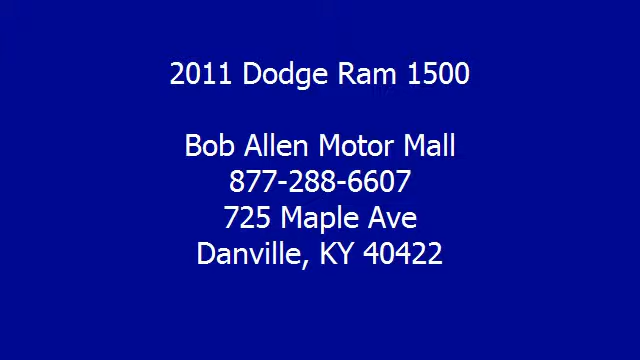 2011 Dodge Ram 1500
Bob Allen Motor Mall
877-288-6607
725 Maple Ave
Danville, KY 40422